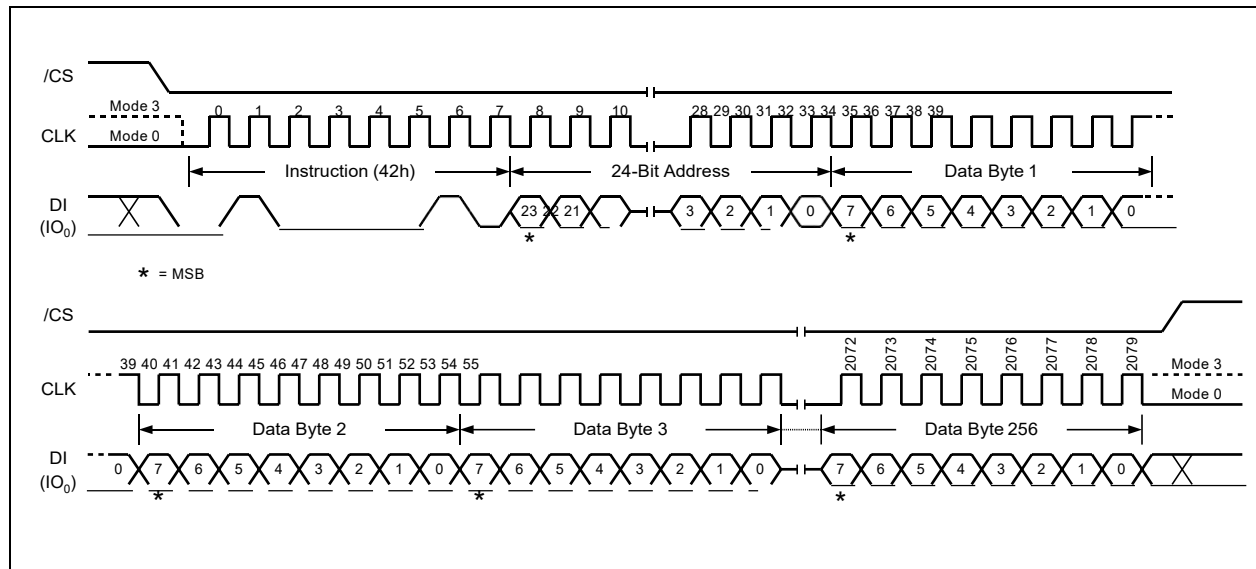 /CS
Mode 3
0 1 2 3 4 5 6 7 8 9 10 28 29 30 31 32 33 34 35 36 37 38 39
CLK
Mode 0
Instruction (42h) 24-Bit Address Data Byte 1
DI
(IO0)
23 22 21 3 2 1 0 7 6 5 4 3 2 1 0
* *
* = MSB
/CS
39 40 41 42 43 44 45 46 47 48 49 50 51 52 53 54 55 2072 2073 2074 2075 2076 2077 2078 2079
Mode 3
CLK
Mode 0
Data Byte 2 Data Byte 3 Data Byte 256
DI
(IO0)
0 7 6 5 4 3 2 1 0 7 6 5 4 3 2 1 0 7 6 5 4 3 2 1 0
* * *